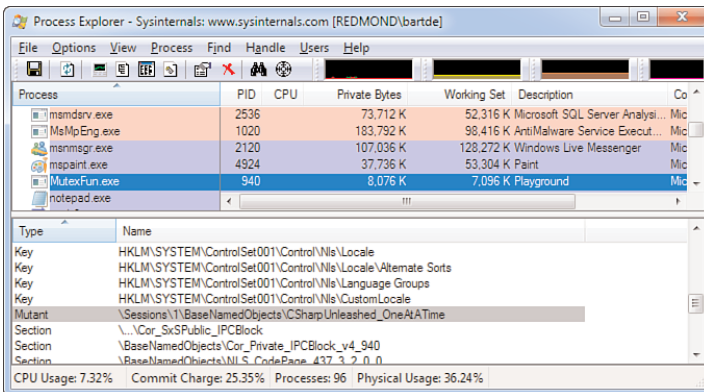 Process Explorer - Sysinternals: www.sysinternals.com [REDMOND\bartde]
File Options View Process Find Handle Users Help
Process PID CPU Private Bytes Working Set Description Co
msmdsrv.exe 2536 73,712 K 52,316 K Microsoft SQL Server Analysi... Mic
MsMpEng.exe 1020 183,792 K 98,416 K AntiMalware Service Execut... Mic
msnmsgr.exe 2120 107,036 K 128,272 K Windows Live Messenger Mic
mspaint.exe 4924 37,736 K 53,304 K Paint Mic
MutexFun.exe 940 8,076 K 7,096 K Playground Mic
notepad.exe
Type Name
Key HKLM\SYSTEM\ControlSet001\Control\Nls\Locale
Key HKLM\SYSTEM\ControlSet001\Control\Nls\Locale\Alternate Sorts
Key HKLM\SYSTEM\ControlSet001\Control\Nls\Language Groups
Key HKLM\SYSTEM\ControlSet001\Control\Nls\CustomLocale
Mutant \Sessions\1\BaseNamedObjects\CSharpUnleashed_OneAtATime
Section \...\Cor_SxSPublic_IPCBlock
Section \BaseNamedObjects\Cor_Private_IPCBlock_v4_940
Section \BaseNamedObjects\NLS_CodePage_437_3_2_0_0
CPU Usage: 7.32% Commit Charge: 25.35% Processes: 96 Physical Usage: 36.24%